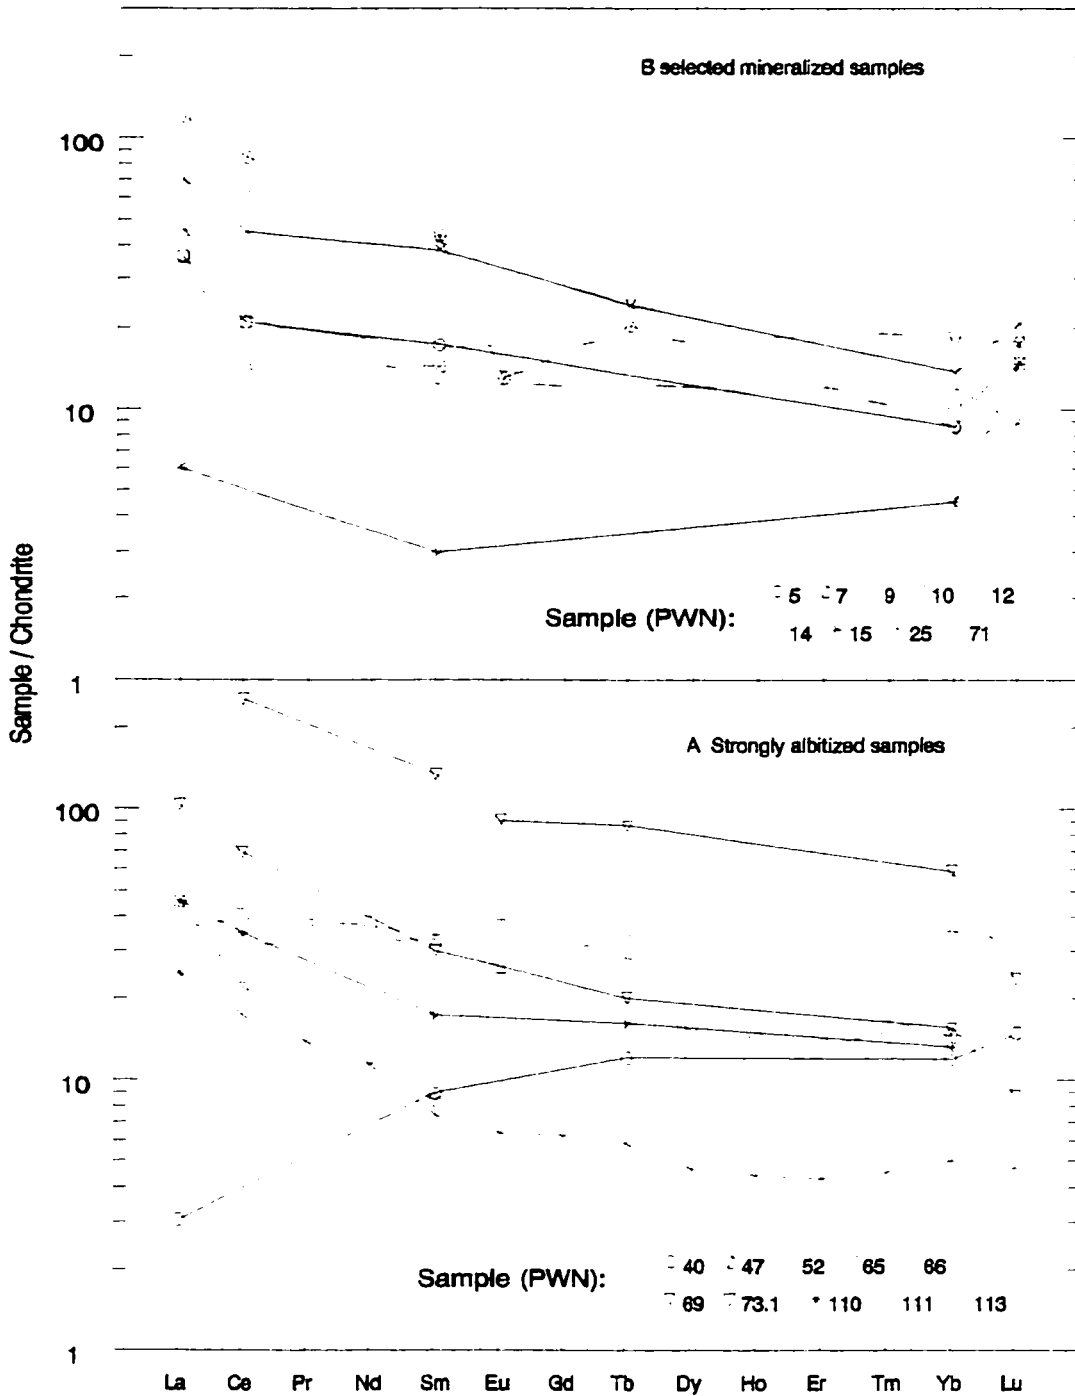 B selected mineralized samples
100
10
Sample (PWN):
5 7 9 10 12
14 15 25 71
1
Sample / Chondrite
A Strongly albitized samples
100
10
Sample (PWN):
40 47 52 65 66
69 73.1 110 111 113
1
La Ce Pr Nd Sm Eu Gd Tb Dy Ho Er Tm Yb Lu